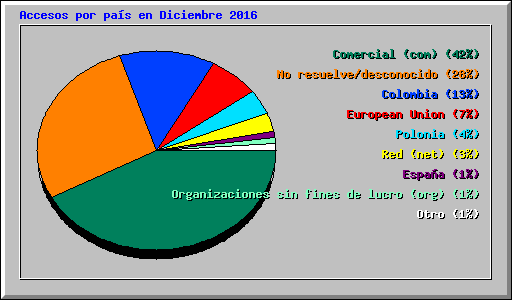 Accesos por país en Diciembre 2016
Comercial (com) (42%)
No resuelve/desconocido (28%)
Colombia (13%)
European Union (7%)
Polonia (4%)
Red (net) (3%)
España (1%)
Organizaciones sin fines de lucro (org) (1%)
Otro (1%)